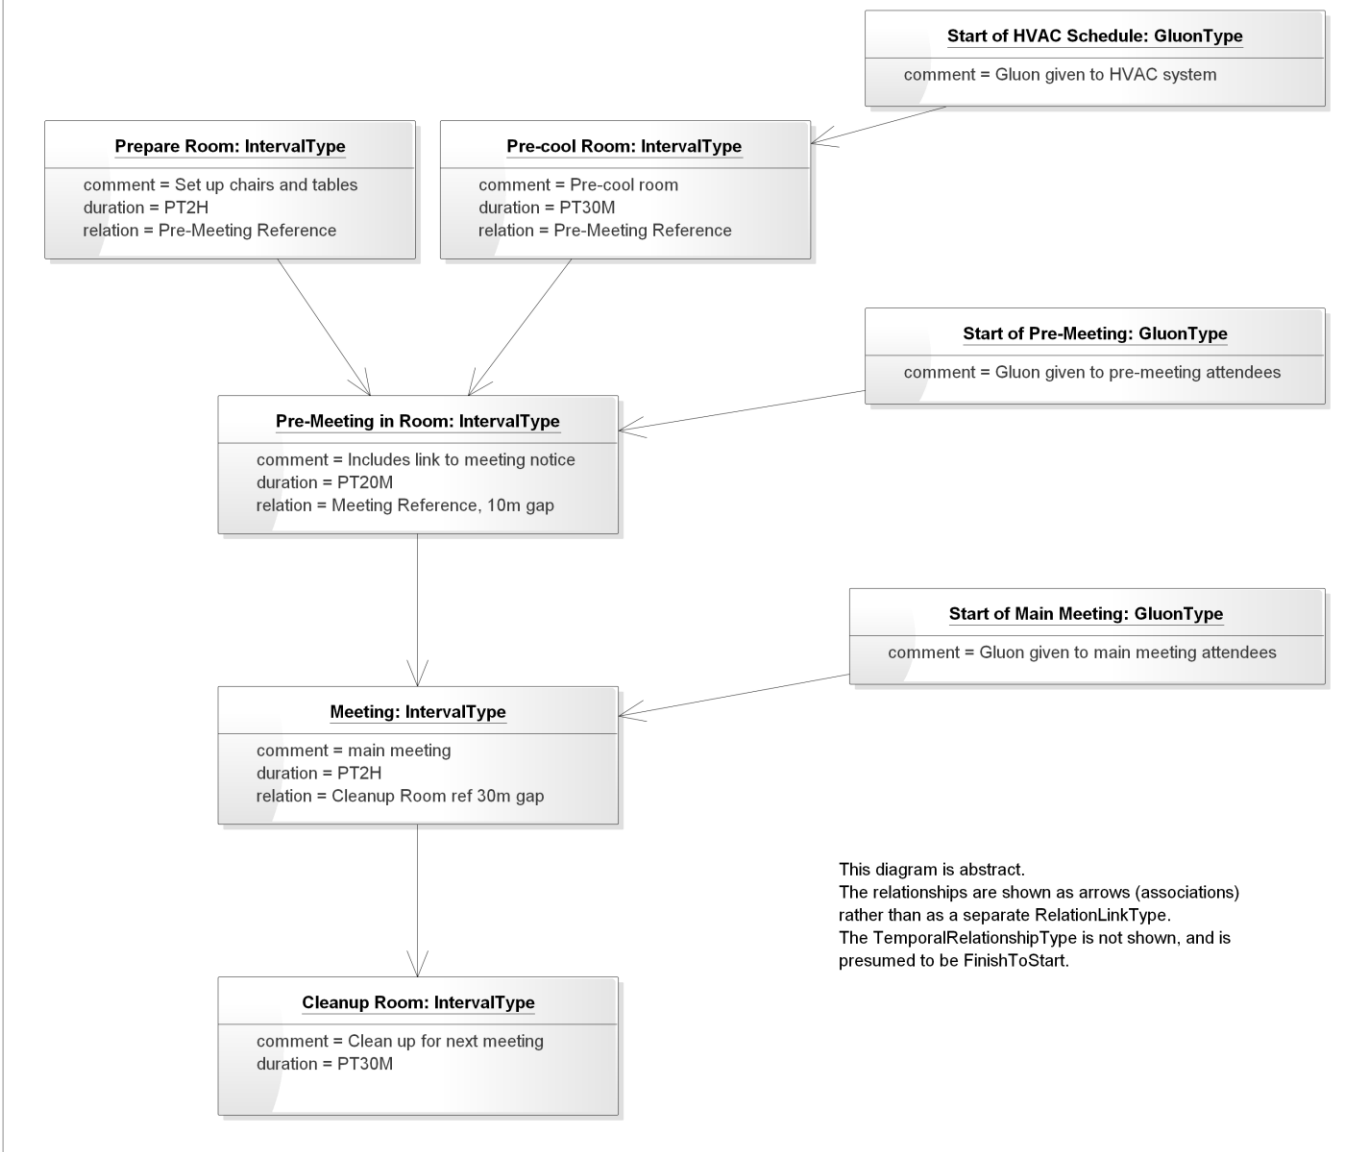 Start of HVAC Schedule: GluonType
comment = Gluon given to HVAC system
Prepare Room: IntervalType
comment = Set up chairs and tables
duration = PT2H
relation = Pre-Meeting Reference
Pre-cool Room: IntervalType
comment = Pre-cool room
duration = PT30M
relation = Pre-Meeting Reference
Start of Pre-Meeting: GluonType
comment = Gluon given to pre-meeting attendees
Pre-Meeting in Room: IntervalType
comment = Includes link to meeting notice
duration = PT20M
relation = Meeting Reference, 10m gap
Start of Main Meeting: GluonType
comment = Gluon given to main meeting attendees
Meeting: IntervalType
comment = main meeting
duration = PT2H
relation = Cleanup Room ref 30m gap
This diagram is abstract.
The relationships are shown as arrows (associations)
rather than as a separate RelationLinkType.
The TemporalRelationshipType is not shown, and is
presumed to be FinishToStart.
Cleanup Room: IntervalType
comment = Clean up for next meeting
duration = PT30M